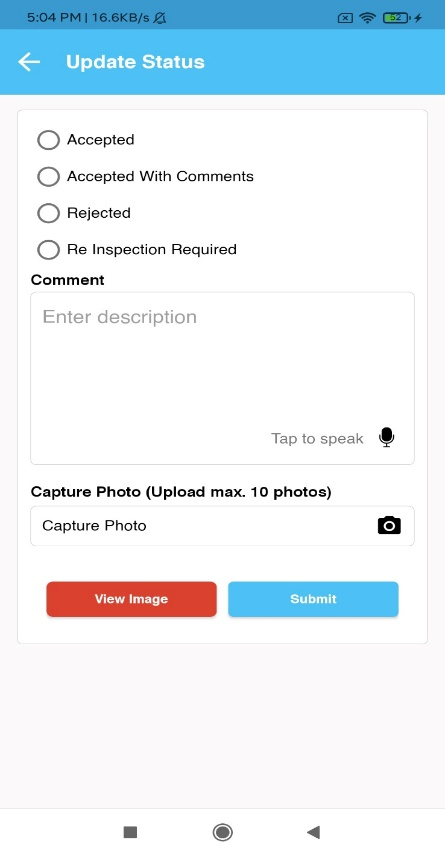 5:04 PM | 16.6KB/s
52
Update Status
Accepted
Accepted With Comments
Rejected
Re Inspection Required
Comment
Enter description
Tap to speak
Capture Photo (Upload max. 10 photos)
Capture Photo
View Image
Submit